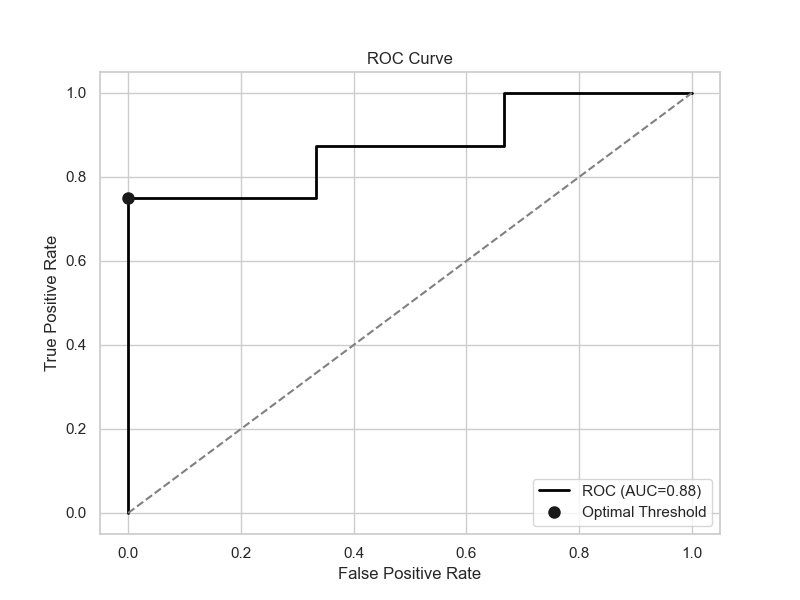 ROC Curve
True Positive Rate
1.0
0.8
0.6
0.4
0.2
0.0
0.0 0.2 0.4 0.6 0.8 1.0
False Positive Rate
ROC (AUC=0.88)
Optimal Threshold